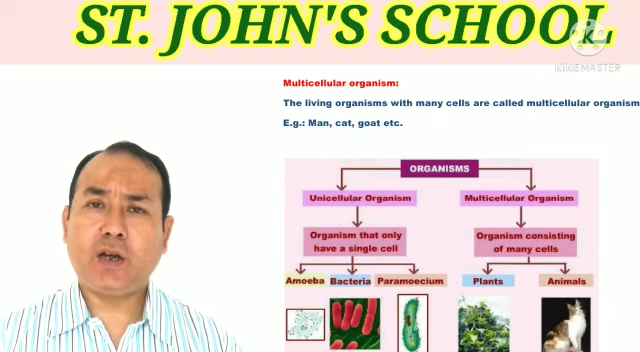 ST. JOHN'S SCHOOL
KINEMASTER
Multicellular organism:
The living organisms with many cells are called multicellular organism
E.g.: Man, cat, goat etc.
ORGANISMS
Unicellular Organism
Multicellular Organism
Organism that only
have a single cell
Organism consisting
of many cells
Amoeba
Bacteria
Paramoecium
Plants
Animals